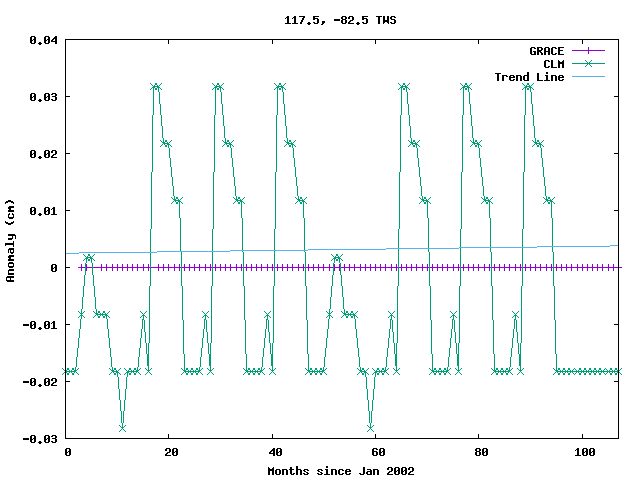 117.5, -82.5 TWS
0.04
GRACE
CLM
Trend Line
0.03
0.02
0.01
0
-0.01
-0.02
-0.03
Anomaly (cm)
0 20 40 60 80 100
Months since Jan 2002